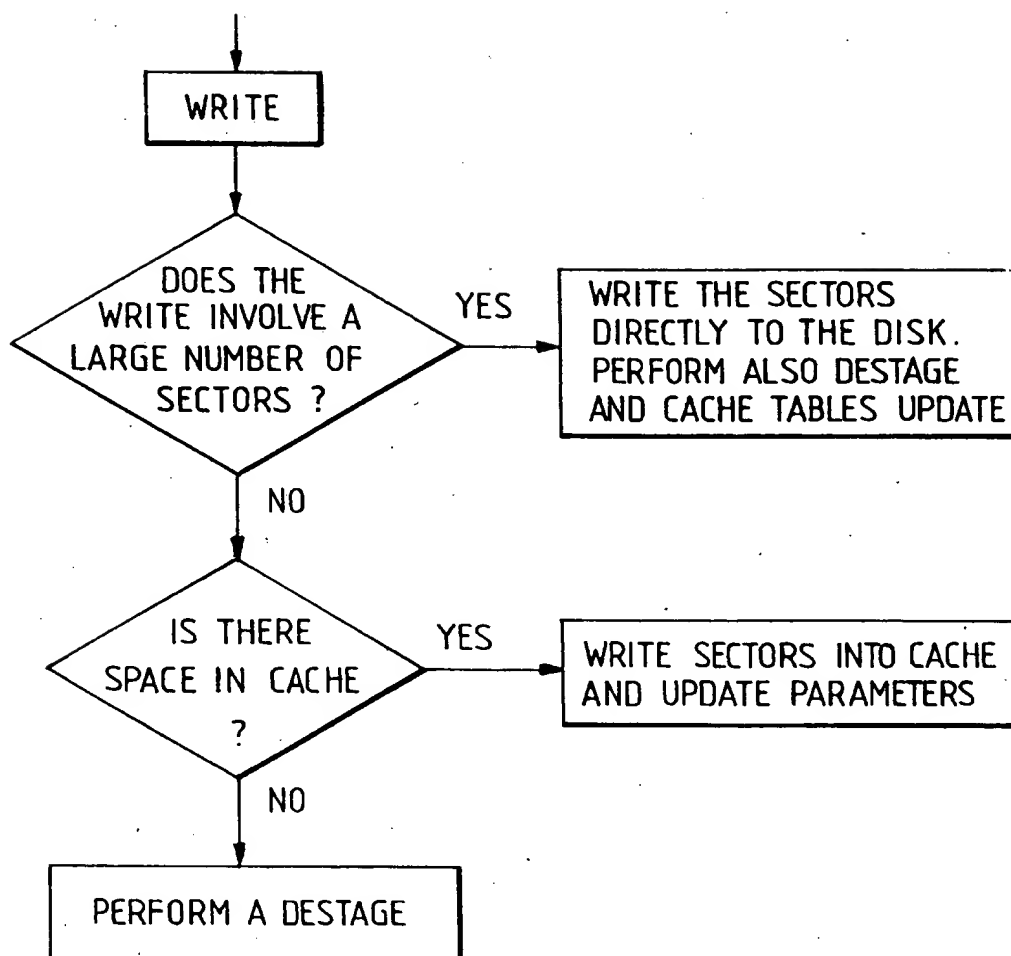 WRITE
DOES THE
WRITE INVOLVE A
LARGE NUMBER OF
SECTORS ?
YES
WRITE THE SECTORS
DIRECTLY TO THE DISK.
PERFORM ALSO DESTAGE
AND CACHE TABLES UPDATE
NO
IS THERE
SPACE IN CACHE
?
YES
WRITE SECTORS INTO CACHE
AND UPDATE PARAMETERS
NO
PERFORM A DESTAGE